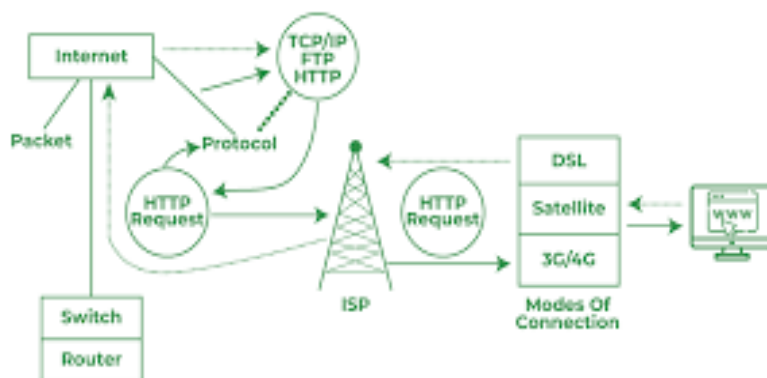 Internet
TCP/IP
FTP
HTTP
Packet
Protocol
HTTP
Request
HTTP
Request
DSL
Satellite
3G/4G
www
ISP
Modes Of
Connection
Switch
Router